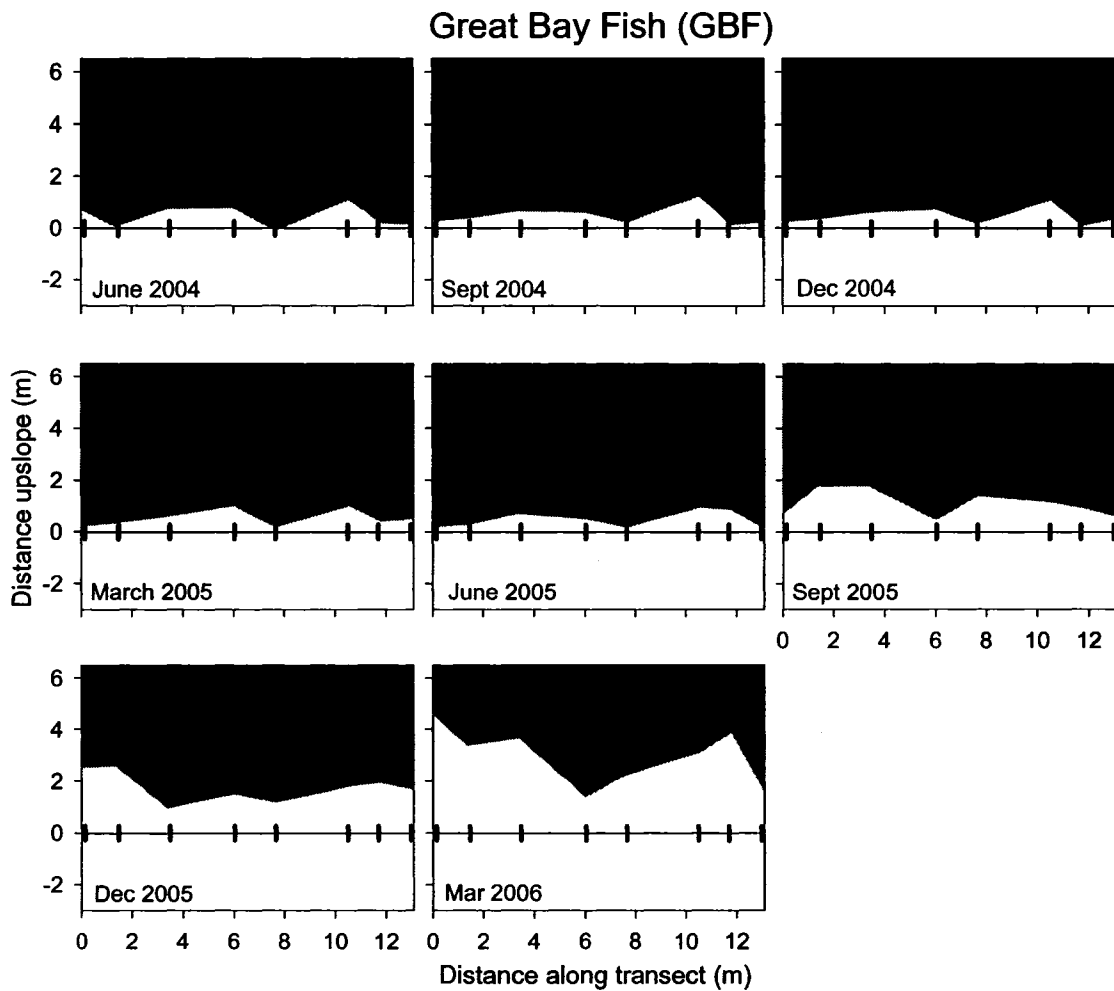 Great Bay Fish (GBF)
6
4
2
0
-2
June 2004
Sept 2004
Dec 2004
Distance upslope (m)
6
4
2
0
-2
March 2005
June 2005
Sept 2005
0 2 4 6 8 10 12
6
4
2
0
-2
Dec 2005
Mar 2006
0 2 4 6 8 10 12
0 2 4 6 8 10 12
Distance along transect (m)